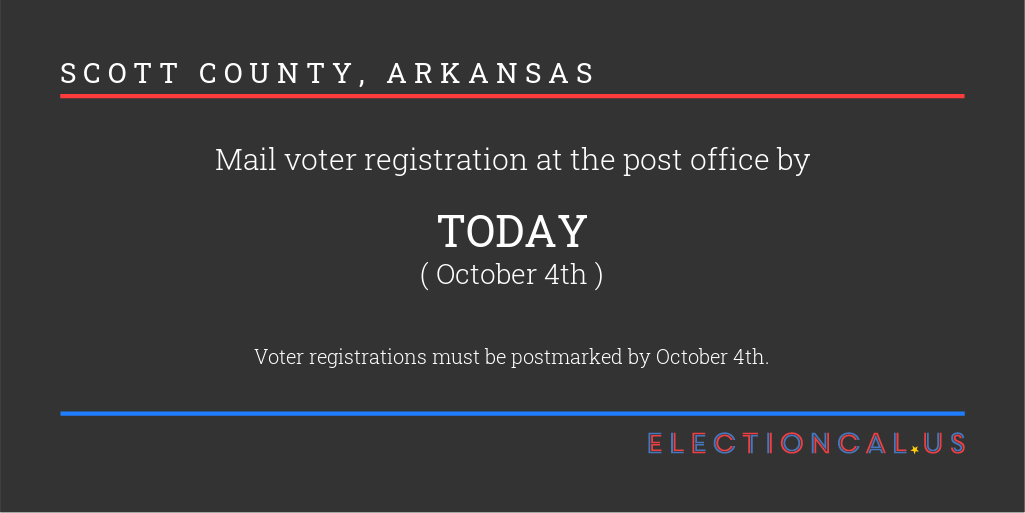 SCOTT COUNTY, ARKANSAS
Mail voter registration at the post office by
TODAY
( October 4th )
Voter registrations must be postmarked by October 4th.
ELECTIONCAL.US